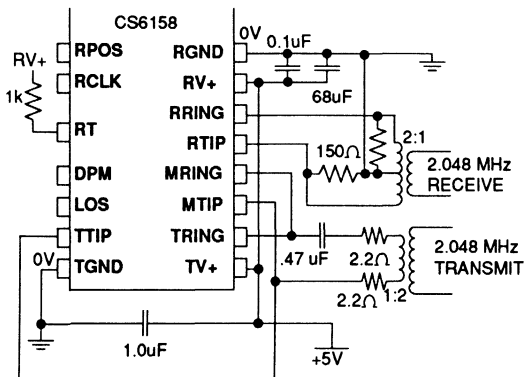 CS6158
0V
RPOS RGND 0.1uF
RV+ RCLK RV+
68uF
1k
RRING
RT RTIP 2:1
150Ω
DPM MRING 2.048 MHz
RECEIVE
LOS MTIP
TTIP TRING
.47 uF 2.2Ω 2.048 MHz
0V TGND TV+ TRANSMIT
2.2Ω 1:2
1.0uF
+5V